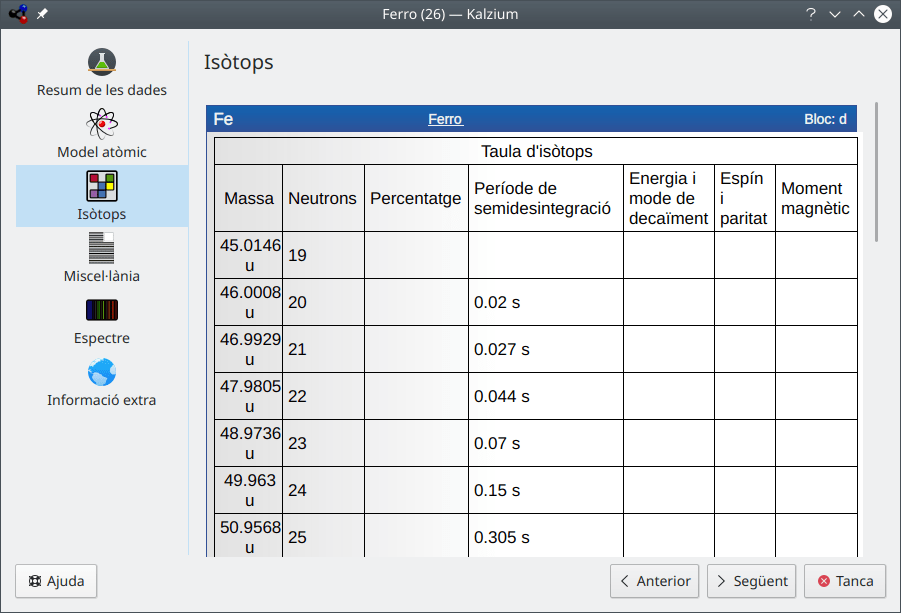 Ferro (26) — Kalzium
?
Resum de les dades
Model atòmic
Isòtops
Miscel·lània
Espectre
Informació extra
Isòtops
Fe Ferro Bloc: d
Taula d'isòtops
Massa Neutrons Percentatge Període de semidesintegració Energia i mode de decaïment Espín i paritat Moment magnètic
45.0146 u 19
46.0008 u 20 0.02 s
46.9929 u 21 0.027 s
47.9805 u 22 0.044 s
48.9736 u 23 0.07 s
49.963 u 24 0.15 s
50.9568 u 25 0.305 s
Ajuda Anterior Següent Tanca